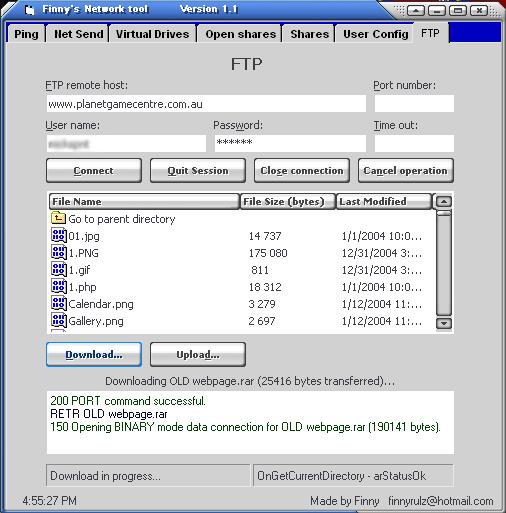 Finny's Network tool Version 1.1
Ping Net Send Virtual Drives Open shares Shares User Config FTP
FTP
FTP remote host: Port number:
www.planetgamecentre.com.au
User name: Password: Time out:
******
Connect Quit Session Close connection Cancel operation
File Name File Size (bytes) Last Modified
Go to parent directory
01.jpg 14 737 1/1/2004 10:0...
1.PNG 175 080 12/31/2004 3:...
1.gif 811 12/31/2004 3:...
1.php 18 312 1/1/2004 10:0...
Calendar.png 3 279 1/12/2004 11:...
Gallery.png 2 697 1/12/2004 11:...
Download... Upload...
Downloading OLD webpage.rar (25416 bytes transferred)...
200 PORT command successful.
RETR OLD webpage.rar
150 Opening BINARY mode data connection for OLD webpage.rar (190141 bytes).
Download in progress... OnGetCurrentDirectory - arStatusOk
4:55:27 PM Made by Finny finnyrulz@hotmail.com